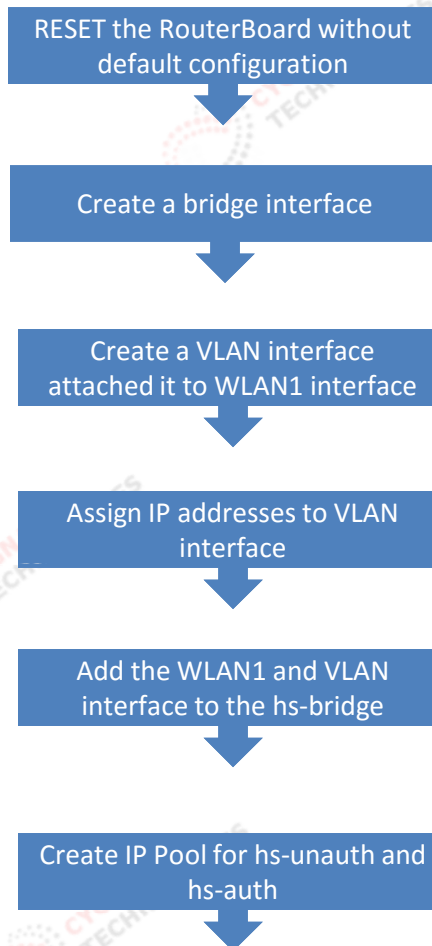 RESET the RouterBoard without
default configuration
Create a bridge interface
Create a VLAN interface
attached it to WLAN1 interface
Assign IP addresses to VLAN
interface
Add the WLAN1 and VLAN
interface to the hs-bridge
Create IP Pool for hs-unauth and
hs-auth